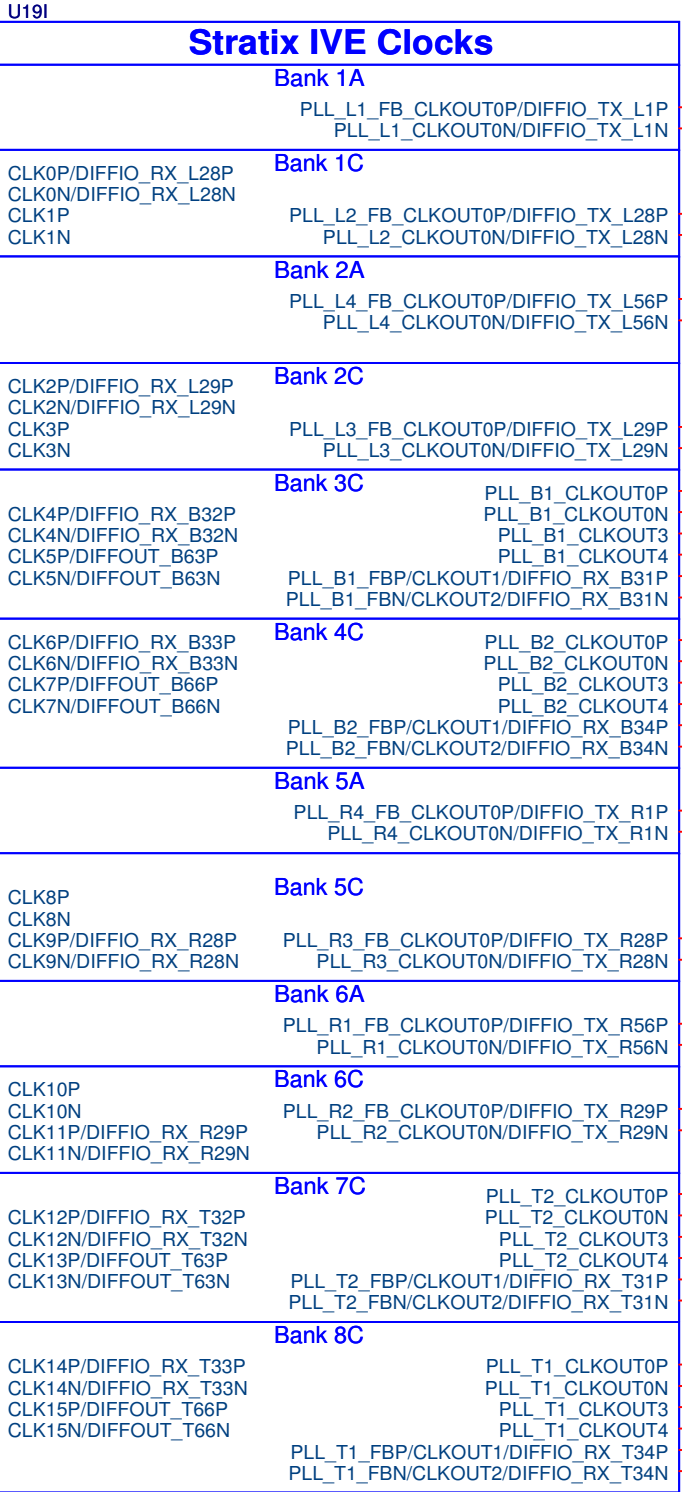 U19I
Stratix IVE Clocks
Bank 1A
PLL_L1_FB_CLKOUT0P/DIFFIO_TX_L1P
PLL_L1_CLKOUT0N/DIFFIO_TX_L1N
Bank 1C
CLK0P/DIFFIO_RX_L28P
CLK0N/DIFFIO_RX_L28N
CLK1P PLL_L2_FB_CLKOUT0P/DIFFIO_TX_L28P
CLK1N PLL_L2_CLKOUT0N/DIFFIO_TX_L28N
Bank 2A
PLL_L4_FB_CLKOUT0P/DIFFIO_TX_L56P
PLL_L4_CLKOUT0N/DIFFIO_TX_L56N
Bank 2C
CLK2P/DIFFIO_RX_L29P
CLK2N/DIFFIO_RX_L29N
CLK3P PLL_L3_FB_CLKOUT0P/DIFFIO_TX_L29P
CLK3N PLL_L3_CLKOUT0N/DIFFIO_TX_L29N
Bank 3C
PLL_B1_CLKOUT0P
CLK4P/DIFFIO_RX_B32P PLL_B1_CLKOUT0N
CLK4N/DIFFIO_RX_B32N PLL_B1_CLKOUT3
CLK5P/DIFFOUT_B63P PLL_B1_CLKOUT4
CLK5N/DIFFOUT_B63N PLL_B1_FBP/CLKOUT1/DIFFIO_RX_B31P
PLL_B1_FBN/CLKOUT2/DIFFIO_RX_B31N
Bank 4C
CLK6P/DIFFIO_RX_B33P PLL_B2_CLKOUT0P
CLK6N/DIFFIO_RX_B33N PLL_B2_CLKOUT0N
CLK7P/DIFFOUT_B66P PLL_B2_CLKOUT3
CLK7N/DIFFOUT_B66N PLL_B2_CLKOUT4
PLL_B2_FBP/CLKOUT1/DIFFIO_RX_B34P
PLL_B2_FBN/CLKOUT2/DIFFIO_RX_B34N
Bank 5A
PLL_R4_FB_CLKOUT0P/DIFFIO_TX_R1P
PLL_R4_CLKOUT0N/DIFFIO_TX_R1N
Bank 5C
CLK8P
CLK8N
CLK9P/DIFFIO_RX_R28P PLL_R3_FB_CLKOUT0P/DIFFIO_TX_R28P
CLK9N/DIFFIO_RX_R28N PLL_R3_CLKOUT0N/DIFFIO_TX_R28N
Bank 6A
PLL_R1_FB_CLKOUT0P/DIFFIO_TX_R56P
PLL_R1_CLKOUT0N/DIFFIO_TX_R56N
Bank 6C
CLK10P
CLK10N PLL_R2_FB_CLKOUT0P/DIFFIO_TX_R29P
CLK11P/DIFFIO_RX_R29P PLL_R2_CLKOUT0N/DIFFIO_TX_R29N
CLK11N/DIFFIO_RX_R29N
Bank 7C
PLL_T2_CLKOUT0P
CLK12P/DIFFIO_RX_T32P PLL_T2_CLKOUT0N
CLK12N/DIFFIO_RX_T32N PLL_T2_CLKOUT3
CLK13P/DIFFOUT_T63P PLL_T2_CLKOUT4
CLK13N/DIFFOUT_T63N PLL_T2_FBP/CLKOUT1/DIFFIO_RX_T31P
PLL_T2_FBN/CLKOUT2/DIFFIO_RX_T31N
Bank 8C
CLK14P/DIFFIO_RX_T33P PLL_T1_CLKOUT0P
CLK14N/DIFFIO_RX_T33N PLL_T1_CLKOUT0N
CLK15P/DIFFOUT_T66P PLL_T1_CLKOUT3
CLK15N/DIFFOUT_T66N PLL_T1_CLKOUT4
PLL_T1_FBP/CLKOUT1/DIFFIO_RX_T34P
PLL_T1_FBN/CLKOUT2/DIFFIO_RX_T34N